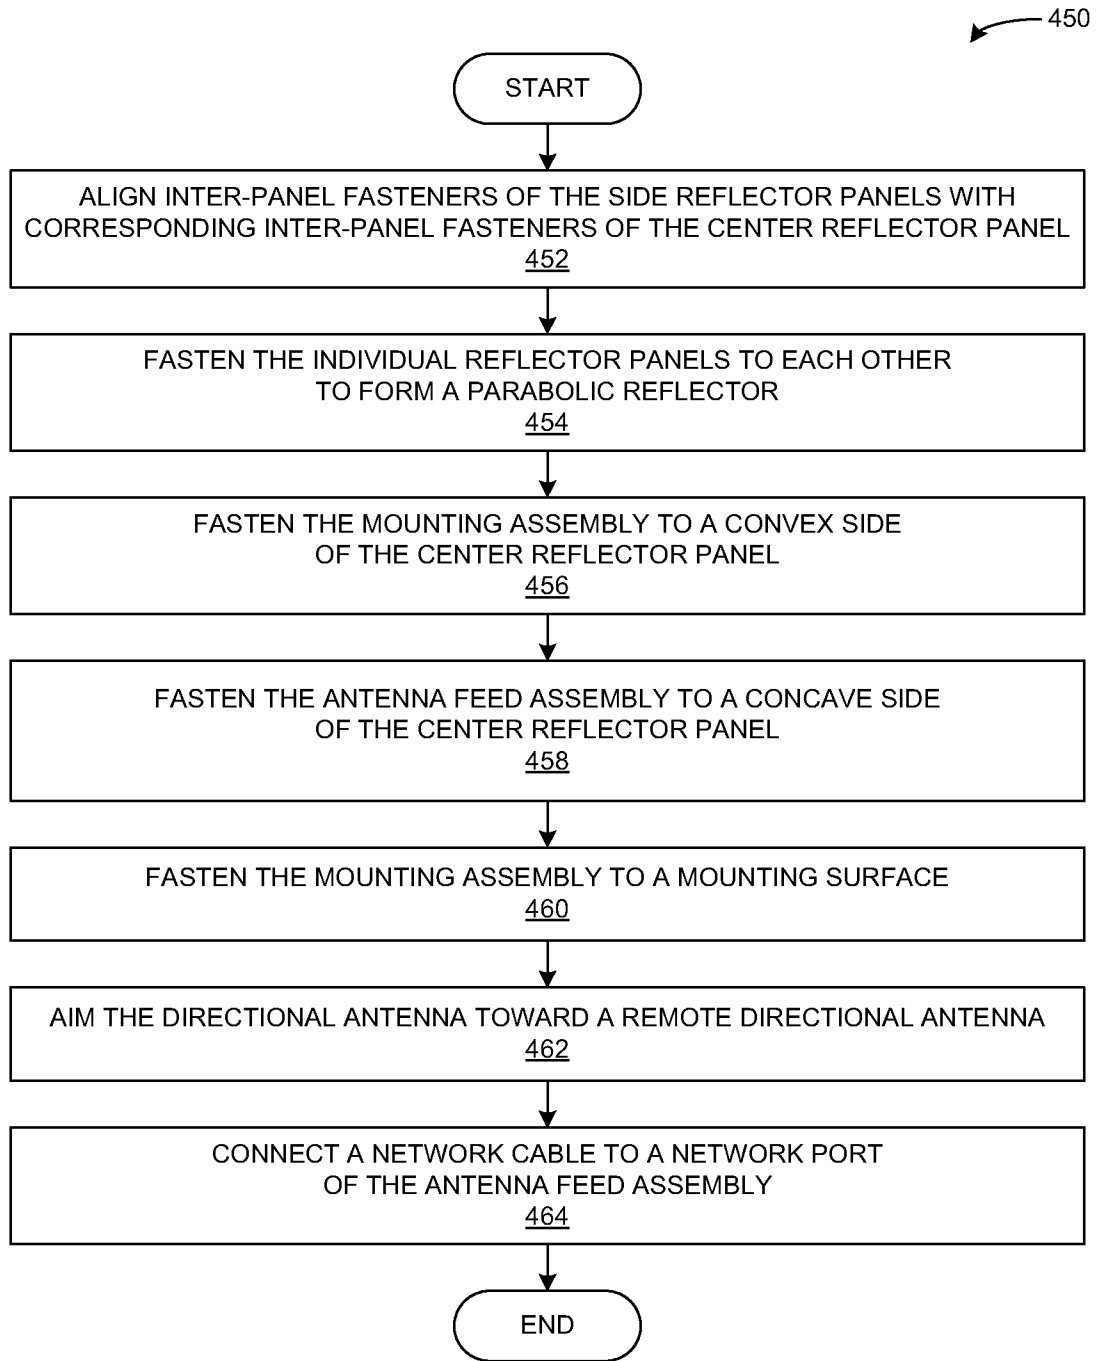 450
START
ALIGN INTER-PANEL FASTENERS OF THE SIDE REFLECTOR PANELS WITH
CORRESPONDING INTER-PANEL FASTENERS OF THE CENTER REFLECTOR PANEL
452
FASTEN THE INDIVIDUAL REFLECTOR PANELS TO EACH OTHER
TO FORM A PARABOLIC REFLECTOR
454
FASTEN THE MOUNTING ASSEMBLY TO A CONVEX SIDE
OF THE CENTER REFLECTOR PANEL
456
FASTEN THE ANTENNA FEED ASSEMBLY TO A CONCAVE SIDE
OF THE CENTER REFLECTOR PANEL
458
FASTEN THE MOUNTING ASSEMBLY TO A MOUNTING SURFACE
460
AIM THE DIRECTIONAL ANTENNA TOWARD A REMOTE DIRECTIONAL ANTENNA
462
CONNECT A NETWORK CABLE TO A NETWORK PORT
OF THE ANTENNA FEED ASSEMBLY
464
END